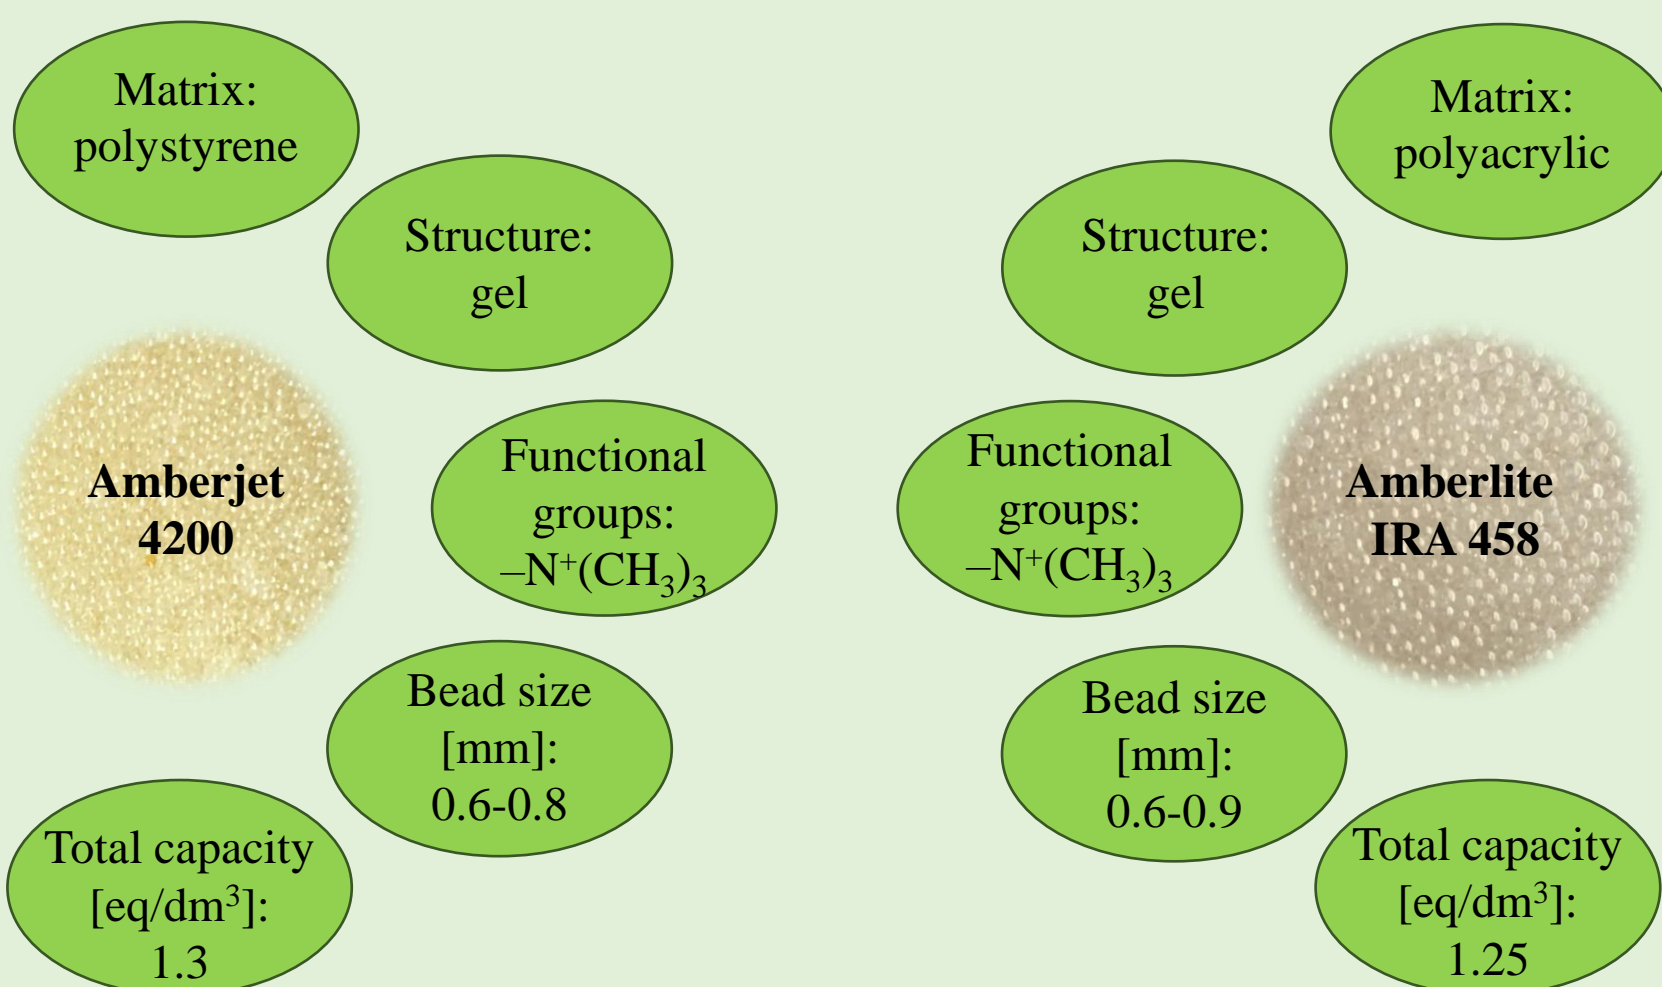 Matrix:
polystyrene
Structure:
gel
Amberjet
4200
Functional
groups:
–N⁺(CH₃)₃
Bead size
[mm]:
0.6-0.8
Total capacity
[eq/dm³]:
1.3
Matrix:
polyacrylic
Structure:
gel
Functional
groups:
–N⁺(CH₃)₃
Amberlite
IRA 458
Bead size
[mm]:
0.6-0.9
Total capacity
[eq/dm³]:
1.25